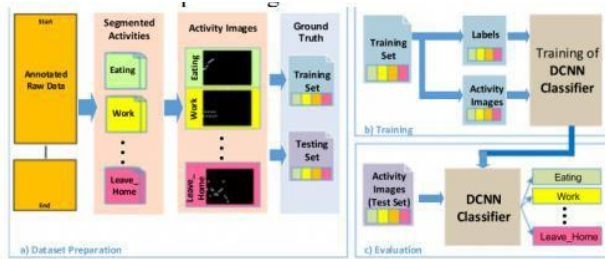 Start
Annotated
Raw Data
End
Segmented
Activities
Eating
Work
Leave_
Home
Activity Images
Eating
Work
Leave_
Home
Ground
Truth
Training
Set
Testing
Set
a) Dataset Preparation
Training
Set
Labels
Activity
Images
Training of
DCNN
Classifier
b) Training
Activity
Images
(Test Set)
DCNN
Classifier
Eating
Work
Leave_Home
c) Evaluation